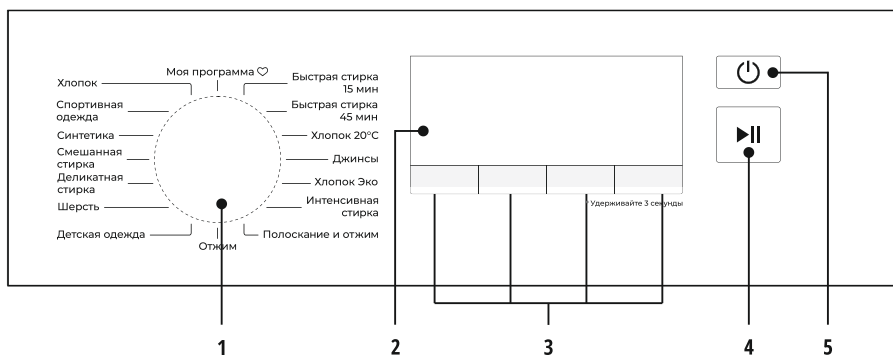 Моя программа ♡
Хлопок
Спортивная
одежда
Синтетика
Смешанная
стирка
Деликатная
стирка
Шерсть
Детская одежда
Отжим
Быстрая стирка
15 мин
Быстрая стирка
45 мин
Хлопок 20°C
Джинсы
Хлопок Эко
Интенсивная
стирка
Полоскание и отжим
* Удерживайте 3 секунды
1
2
3
4
5